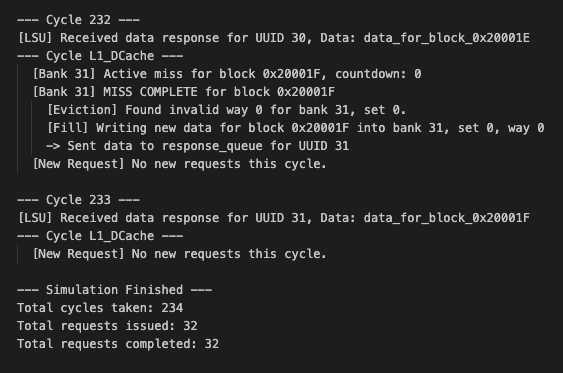 --- Cycle 232 ---
[LSU] Received data response for UUID 30, Data: data_for_block_0x20001E
--- Cycle L1_DCache ---
[Bank 31] Active miss for block 0x20001F, countdown: 0
[Bank 31] MISS COMPLETE for block 0x20001F
[Eviction] Found invalid way 0 for bank 31, set 0.
[Fill] Writing new data for block 0x20001F into bank 31, set 0, way 0
-> Sent data to response_queue for UUID 31
[New Request] No new requests this cycle.
--- Cycle 233 ---
[LSU] Received data response for UUID 31, Data: data_for_block_0x20001F
--- Cycle L1_DCache ---
[New Request] No new requests this cycle.
--- Simulation Finished ---
Total cycles taken: 234
Total requests issued: 32
Total requests completed: 32